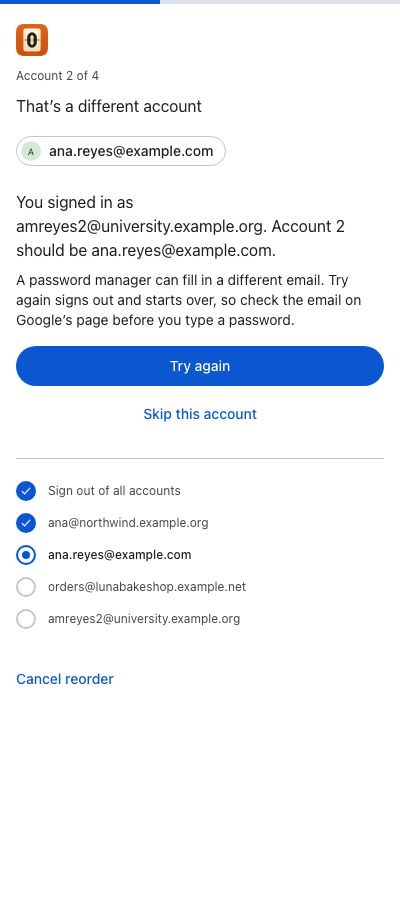 0
Account 2 of 4
That’s a different account
A ana.reyes@example.com
You signed in as
amreyes2@university.example.org. Account 2
should be ana.reyes@example.com.
A password manager can fill in a different email. Try
again signs out and starts over, so check the email on
Google’s page before you type a password.
Try again
Skip this account
Sign out of all accounts
ana@northwind.example.org
ana.reyes@example.com
orders@lunabakeshop.example.net
amreyes2@university.example.org
Cancel reorder